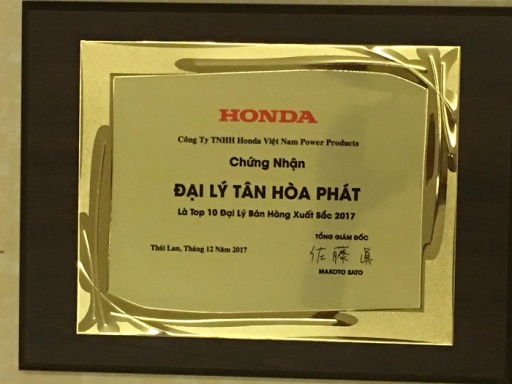 HONDA
Công Ty TNHH Honda Việt Nam Power Products
Chứng Nhận
ĐẠI LÝ TÂN HÒA PHÁT
Là Top 10 Đại Lý Bán Hàng Xuất Sắc 2017
TỔNG GIÁM ĐỐC
Thái Lan, Tháng 12 Năm 2017
佐藤 眞
MAKOTO SATO